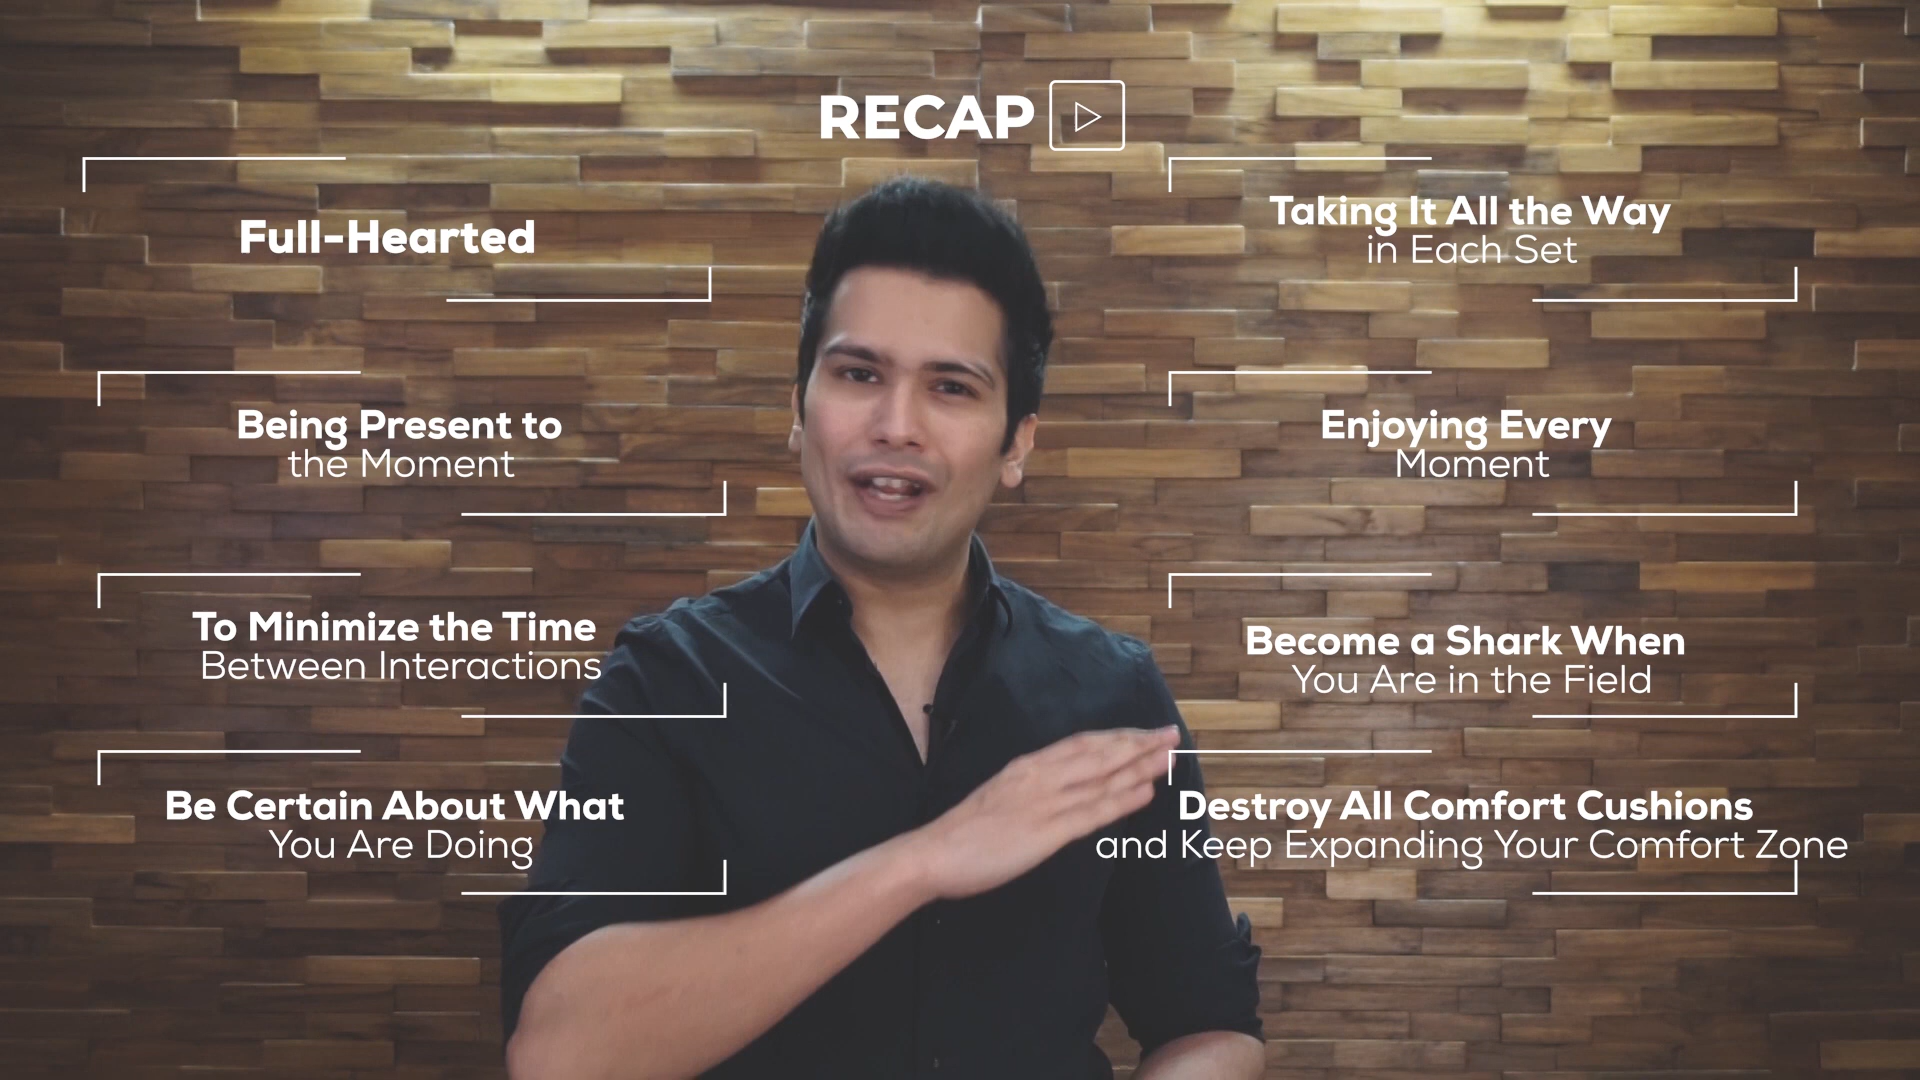 RECAP
Full-Hearted
Being Present to
the Moment
To Minimize the Time
Between Interactions
Be Certain About What
You Are Doing
Taking It All the Way
in Each Set
Enjoying Every
Moment
Become a Shark When
You Are in the Field
Destroy All Comfort Cushions
and Keep Expanding Your Comfort Zone